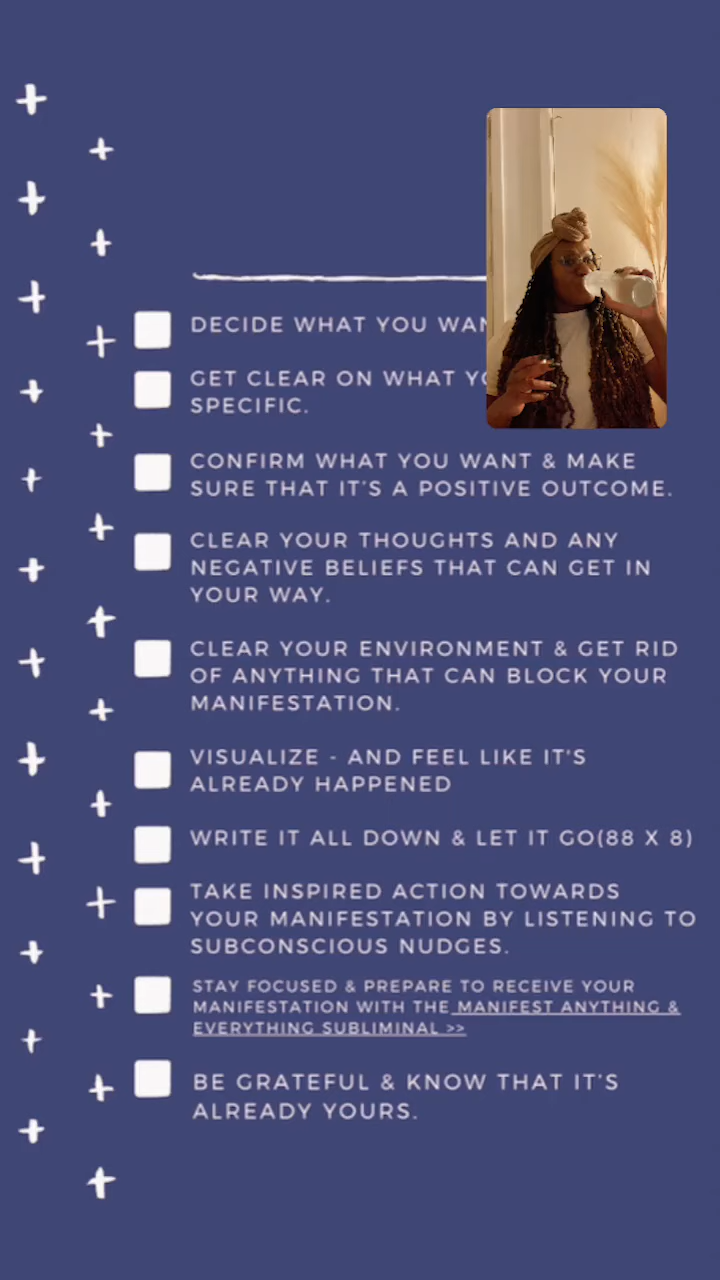 DECIDE WHAT YOU
GET CLEAR ON WHAT
SPECIFIC.
CONFIRM WHAT YOU WANT & MAKE
SURE THAT IT'S A POSITIVE OUTCOME.
CLEAR YOUR THOUGHTS AND ANY
NEGATIVE BELIEFS THAT CAN GET IN
YOUR WAY.
CLEAR YOUR ENVIRONMENT & GET RID
OF ANYTHING THAT CAN BLOCK YOUR
MANIFESTATION.
VISUALIZE - AND FEEL LIKE IT'S
ALREADY HAPPENED
WRITE IT ALL DOWN & LET IT GO(88 X 8)
TAKE INSPIRED ACTION TOWARDS
YOUR MANIFESTATION BY LISTENING TO
SUBCONSCIOUS NUDGES.
STAY FOCUSED & PREPARE TO RECEIVE YOUR
MANIFESTATION WITH THE MANIFEST ANYTHING &
EVERYTHING SUBLIMINAL >>
BE GRATEFUL & KNOW THAT IT'S
ALREADY YOURS.